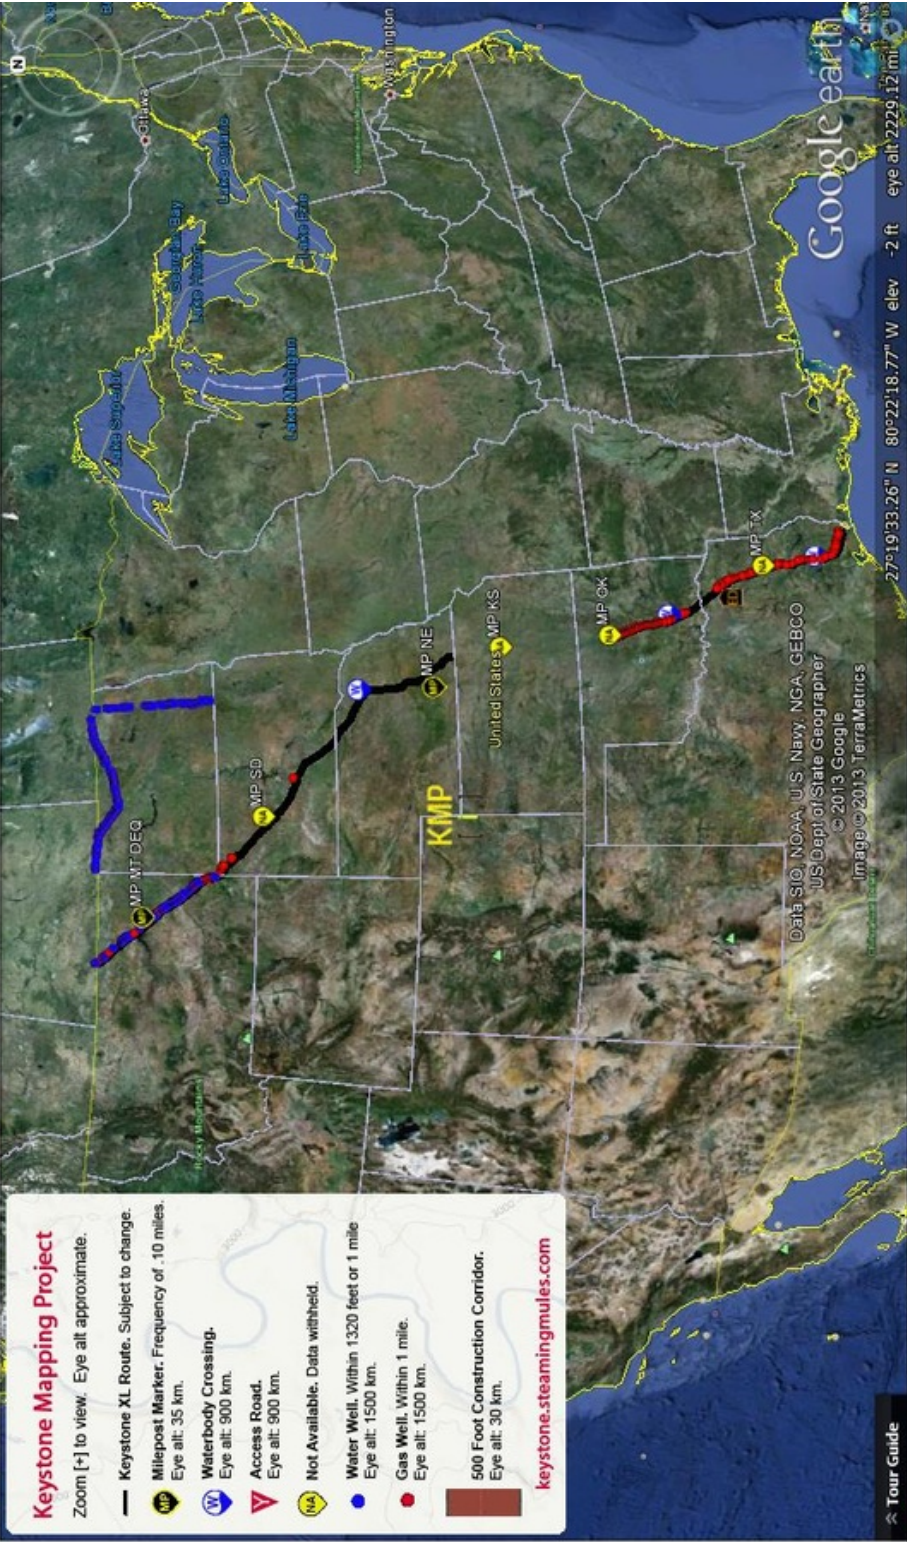 Keystone Mapping Project
Zoom [+] to view. Eye alt approximate.
Keystone XL Route. Subject to change.
MP
Milepost Marker. Frequency of .10 miles.
Eye alt: 35 km.
W
Waterbody Crossing.
Eye alt: 900 km.
Access Road.
Eye alt: 900 km.
NA
Not Available. Data withheld.
Water Well. Within 1320 feet or 1 mile
Eye alt: 1500 km.
Gas Well. Within 1 mile.
Eye alt: 1500 km.
500 Foot Construction Corridor.
Eye alt: 30 km.
keystone.steamingmules.com
N
Ottawa
Lake Superior
Georgian Bay
Lake Huron
Lake Ontario
Lake Michigan
Lake Erie
Washington
MP MT DEQ
MP
NA
MP SD
W
MP NE
KMP
United States
MP KS
NA
MP OK
NA
MP TX
Data SIO, NOAA, U.S. Navy, NGA, GEBCO
US Dept of State Geographer
© 2013 Google
Image © 2013 TerraMetrics
Google earth
Tour Guide
27°19'33.26" N 80°22'18.77" W elev -2 ft eye alt 2229.12 mi